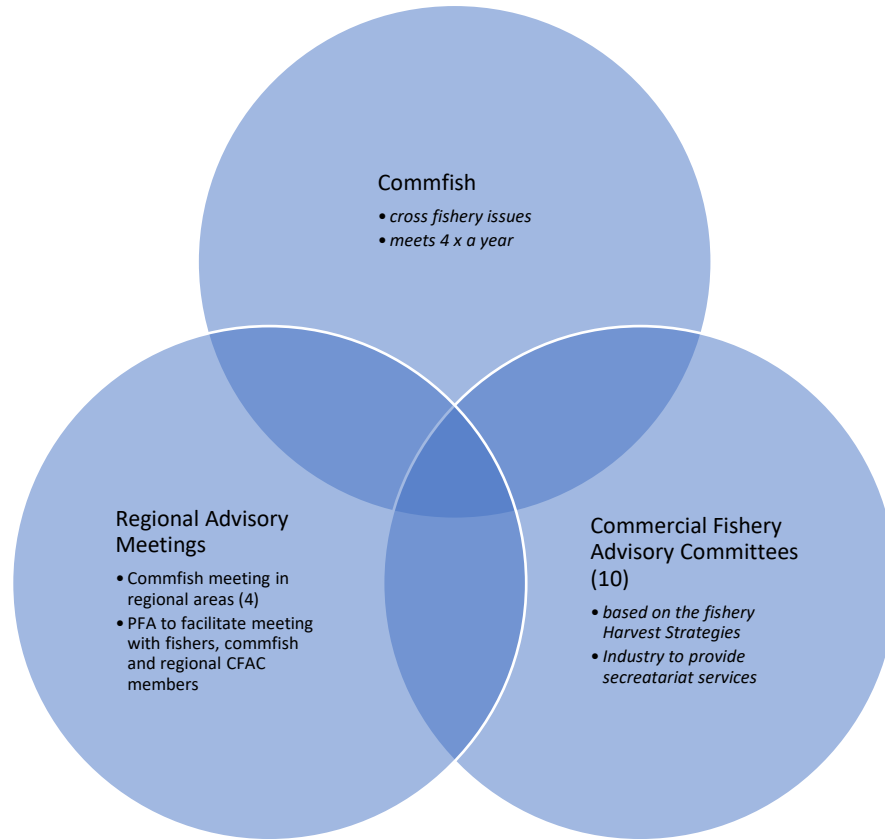 Commfish
• cross fishery issues
• meets 4 x a year
Regional Advisory
Meetings
• Commfish meeting in
regional areas (4)
• PFA to facilitate meeting
with fishers, commfish
and regional CFAC
members
Commercial Fishery
Advisory Committees
(10)
• based on the fishery
Harvest Strategies
• Industry to provide
secreatariat services